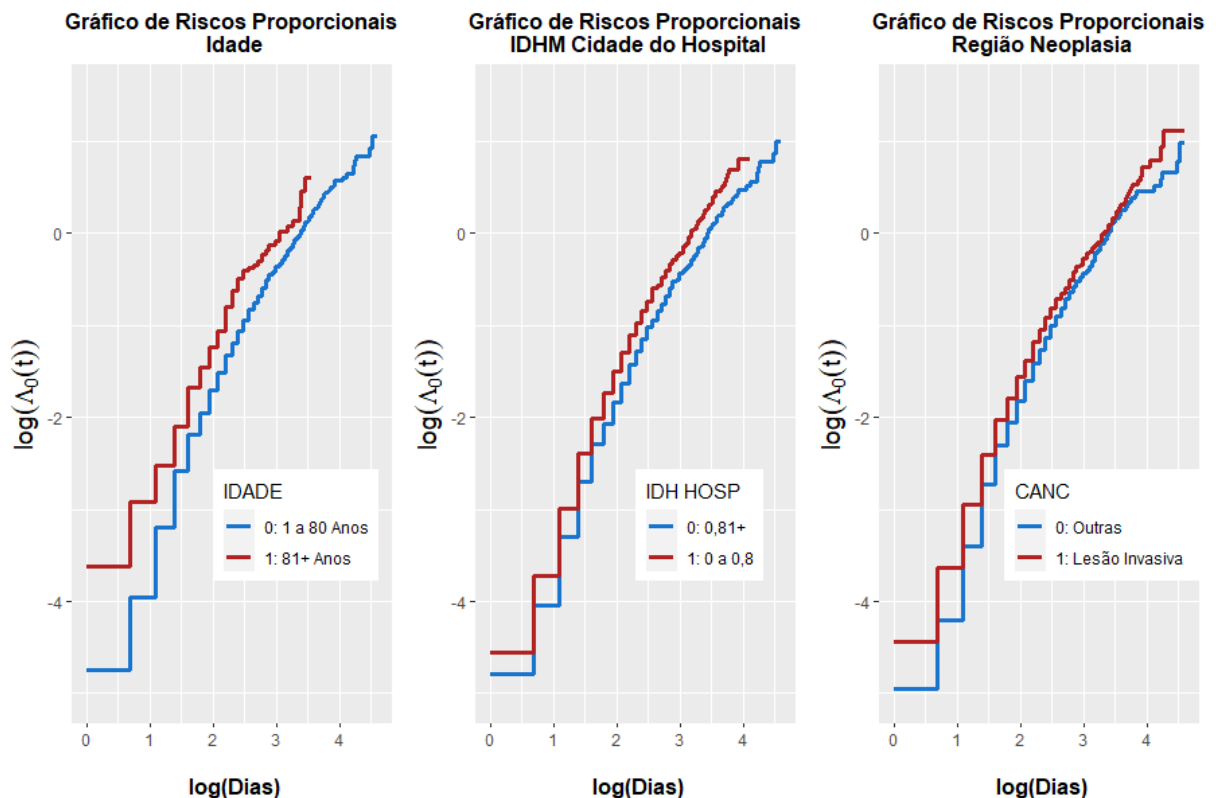 Gráfico de Riscos Proporcionais
Idade
log(Λ₀(t))
0
-2
-4
IDADE
0: 1 a 80 Anos
1: 81+ Anos
0 1 2 3 4
log(Dias)
Gráfico de Riscos Proporcionais
IDHM Cidade do Hospital
log(Λ₀(t))
0
-2
-4
IDH HOSP
0: 0,81+
1: 0 a 0,8
0 1 2 3 4
log(Dias)
Gráfico de Riscos Proporcionais
Região Neoplasia
log(Λ₀(t))
0
-2
-4
CANC
0: Outras
1: Lesão Invasiva
0 1 2 3 4
log(Dias)